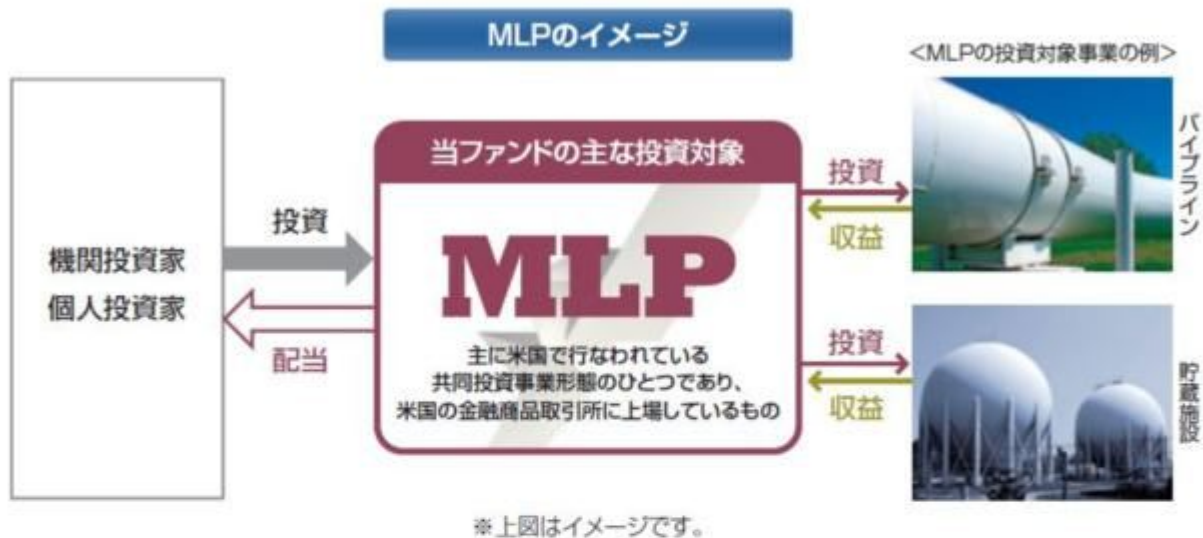 MLPのイメージ
<MLPの投資対象事業の例>
機関投資家
個人投資家
投資
配当
当ファンドの主な投資対象
MLP
主に米国で行なわれている
共同投資事業形態のひとつであり、
米国の金融商品取引所に上場しているもの
投資
収益
パイプライン
投資
収益
貯蔵施設
※上図はイメージです。